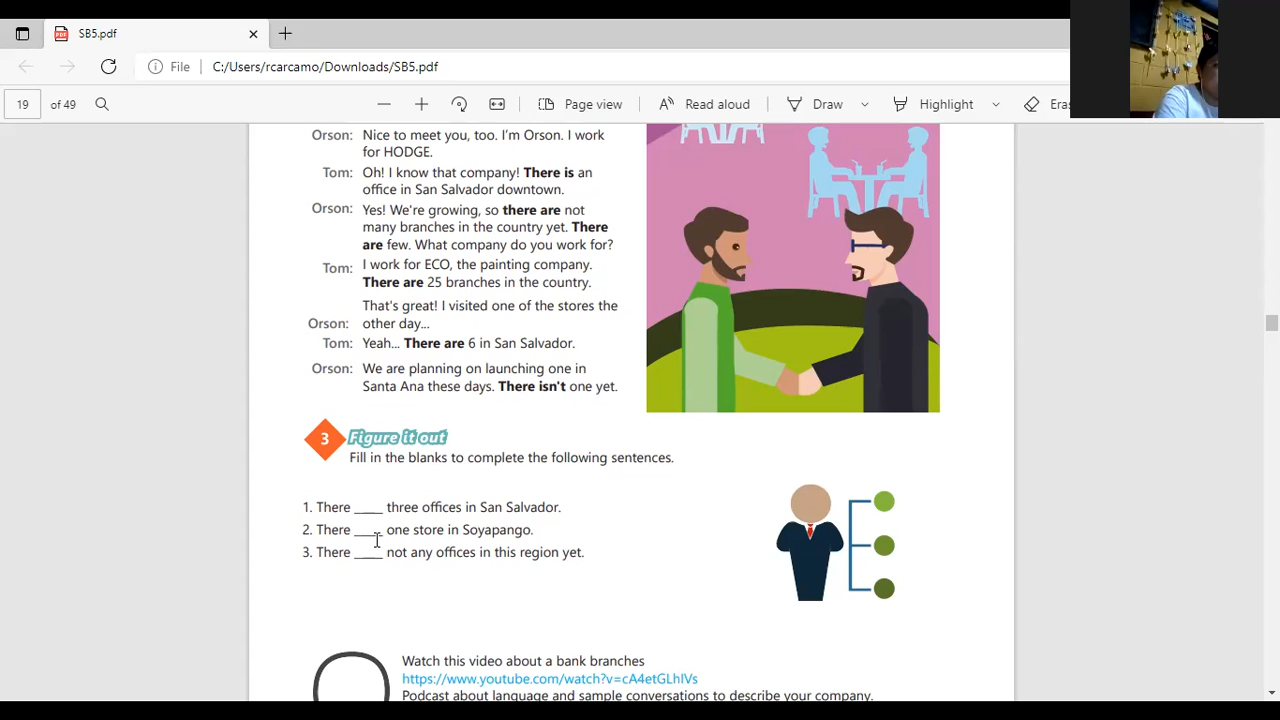 SB5.pdf
File C:/Users/rcarcamo/Downloads/SB5.pdf
19 of 49 Page view Read aloud Draw Highlight Eras
Orson: Nice to meet you, too. I'm Orson. I work
for HODGE.
Tom: Oh! I know that company! There is an
office in San Salvador downtown.
Orson: Yes! We're growing, so there are not
many branches in the country yet. There
are few. What company do you work for?
Tom: I work for ECO, the painting company.
There are 25 branches in the country.
That's great! I visited one of the stores the
Orson: other day...
Tom: Yeah... There are 6 in San Salvador.
Orson: We are planning on launching one in
Santa Ana these days. There isn't one yet.
3 Figure it out
Fill in the blanks to complete the following sentences.
1. There ____ three offices in San Salvador.
2. There ____ one store in Soyapango.
3. There ____ not any offices in this region yet.
Watch this video about a bank branches
https://www.youtube.com/watch?v=cA4etGLhIVs
Podcast about language and sample conversations to describe your company.